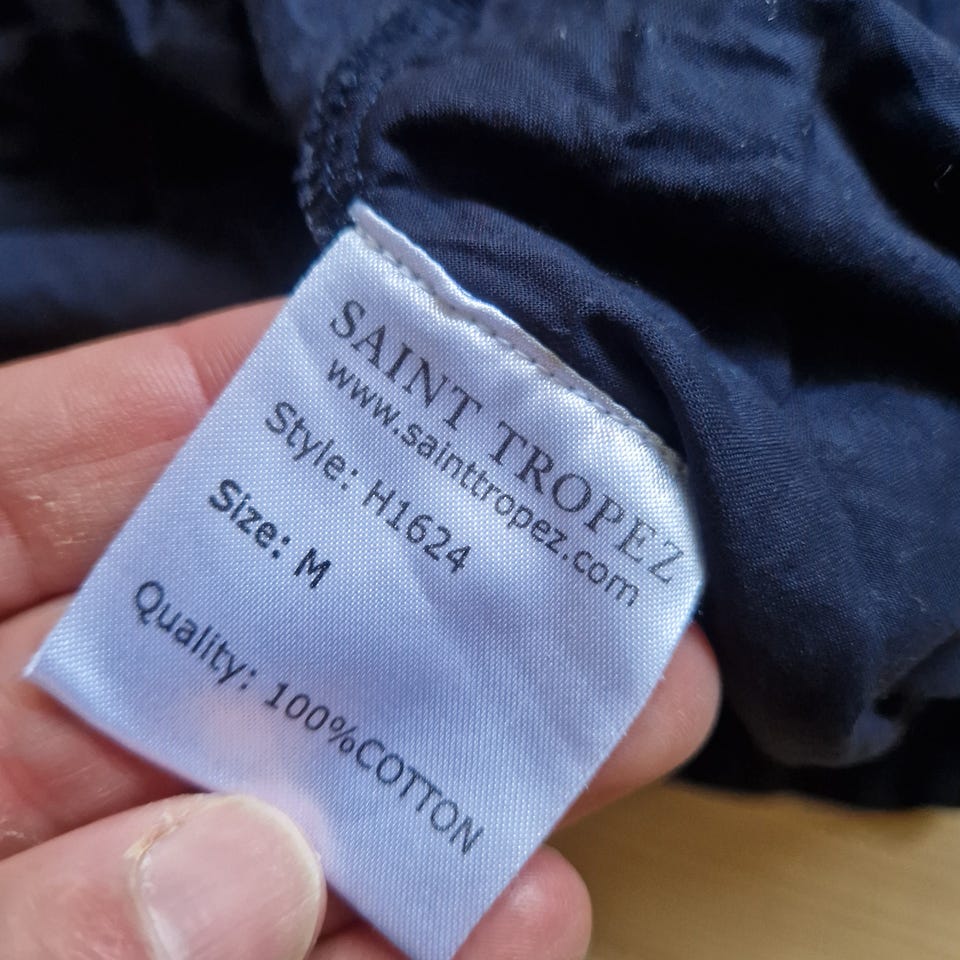 SAINT TROPEZ
www.sainttropez.com
Style: H1624
Size: M
Quality: 100%COTTON